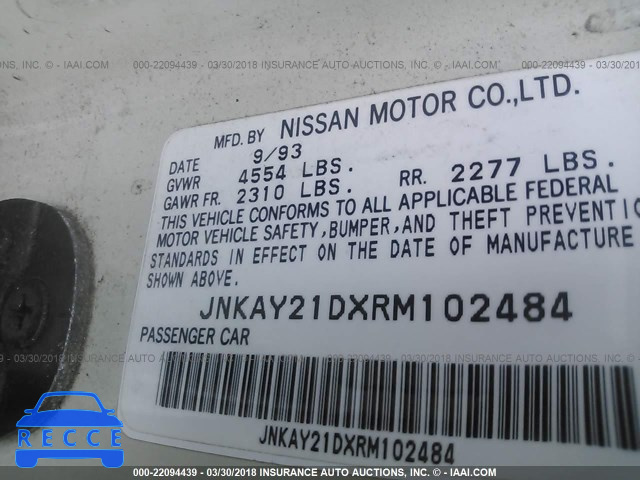 000-22094439 - 03/30/2018 INSURANCE AUTO AUCTIONS, INC. - © IAAI.COM
MFD. BY NISSAN MOTOR CO.,LTD.
DATE 9/93
GVWR 4554 LBS.
GAWR FR. 2310 LBS. RR. 2277 LBS.
THIS VEHICLE CONFORMS TO ALL APPLICABLE FEDERAL
MOTOR VEHICLE SAFETY, BUMPER, AND THEFT PREVENTIO
STANDARDS IN EFFECT ON THE DATE OF MANUFACTURE
SHOWN ABOVE.
JNKAY21DXRM102484
PASSENGER CAR
JNKAY21DXRM102484
RECCE
000-22094439 - 03/30/2018 INSURANCE AUTO AUCTIONS, INC. - © IAAI.COM